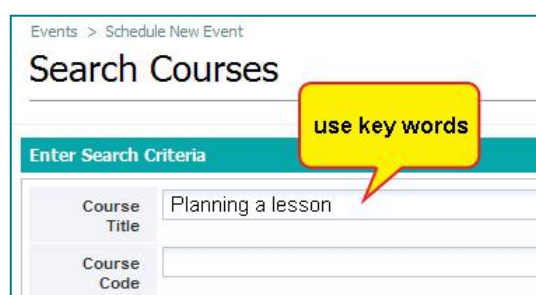 Events > Schedule New Event
Search Courses
use key words
Enter Search Criteria
Course Title
Planning a lesson
Course Code